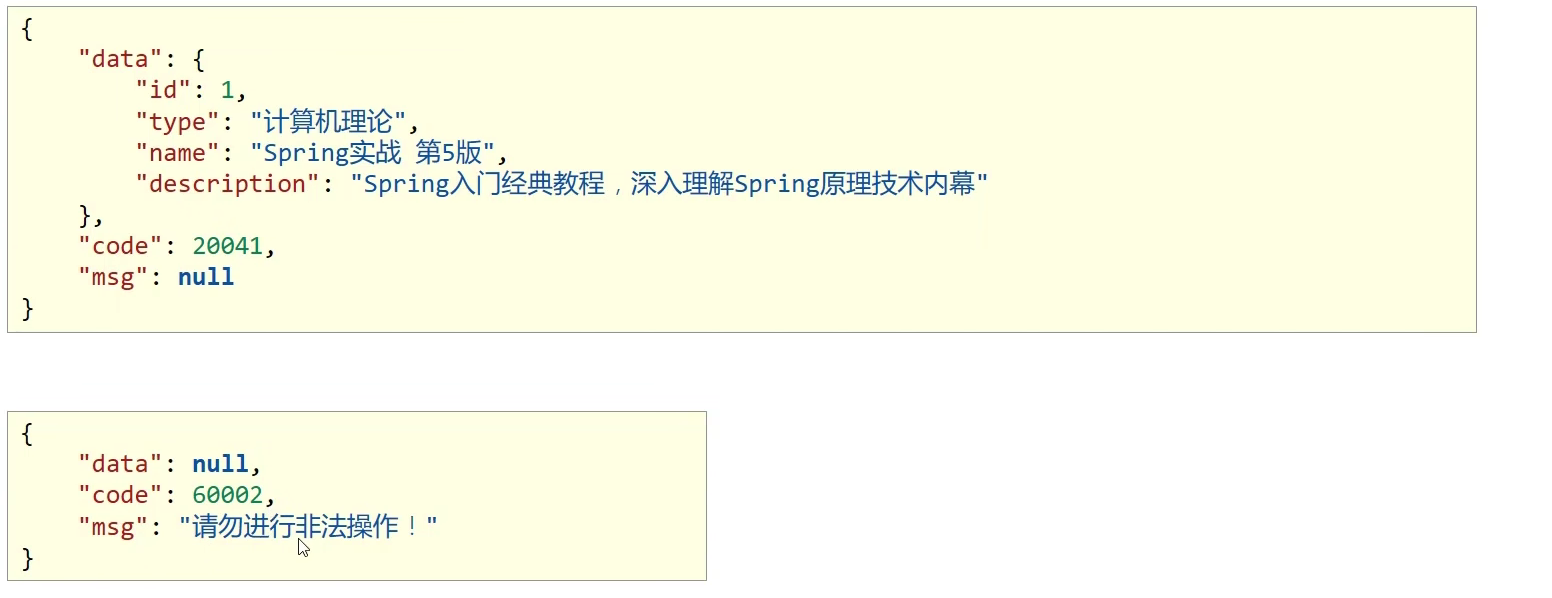 {
    "data": {
        "id": 1,
        "type": "计算机理论",
        "name": "Spring实战 第5版",
        "description": "Spring入门经典教程，深入理解Spring原理技术内幕"
    },
    "code": 20041,
    "msg": null
}
{
    "data": null,
    "code": 60002,
    "msg": "请勿进行非法操作！"
}